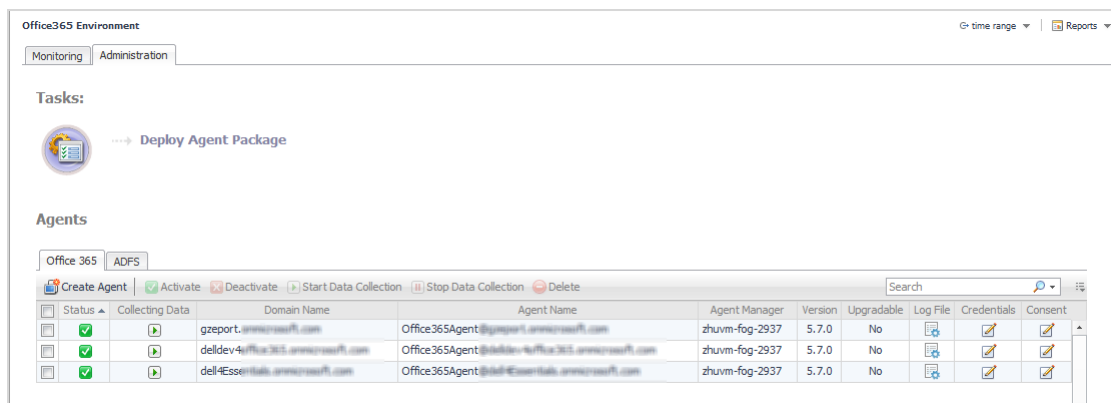 Office365 Environment
time range
Reports
Monitoring
Administration
Tasks:
Deploy Agent Package
Agents
Office 365
ADFS
Create Agent Activate Deactivate Start Data Collection Stop Data Collection Delete Search
Status Collecting Data Domain Name Agent Name Agent Manager Version Upgradable Log File Credentials Consent
gzeport. Office365Agent zhuvm-fog-2937 5.7.0 No
delldev4 Office365Agent zhuvm-fog-2937 5.7.0 No
dell4Esse Office365Agent zhuvm-fog-2937 5.7.0 No